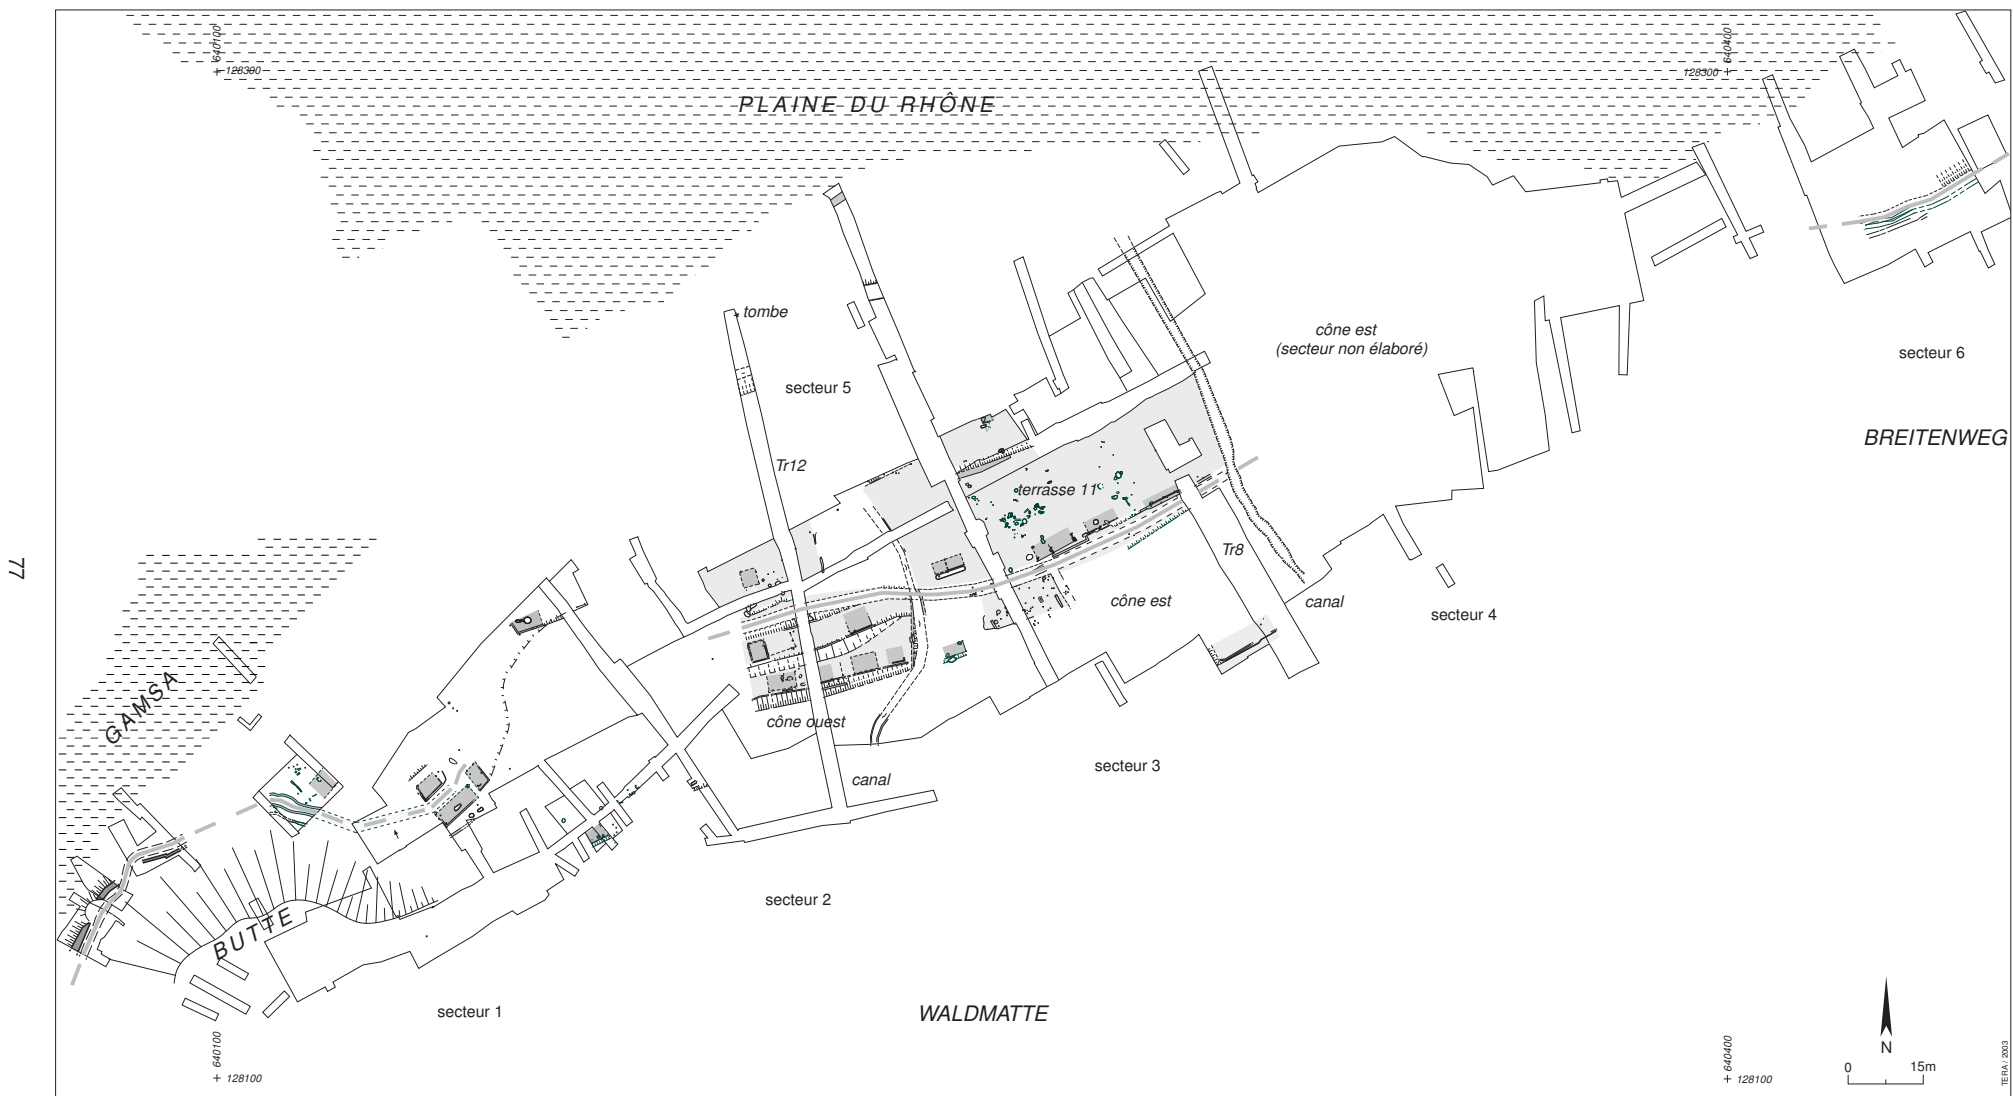 640100
128300
640400
128300
PLAINE DU RHÔNE
tombe
cône est
(secteur non élaboré)
secteur 6
secteur 5
BREITENWEG
Tr12
terrasse 11
77
Tr8
cône est
canal
secteur 4
GAMSA
cône ouest
secteur 3
canal
secteur 2
BUTTE
secteur 1
WALDMATTE
640100
128100
640400
128100
N
0 15m
TERA / 2003